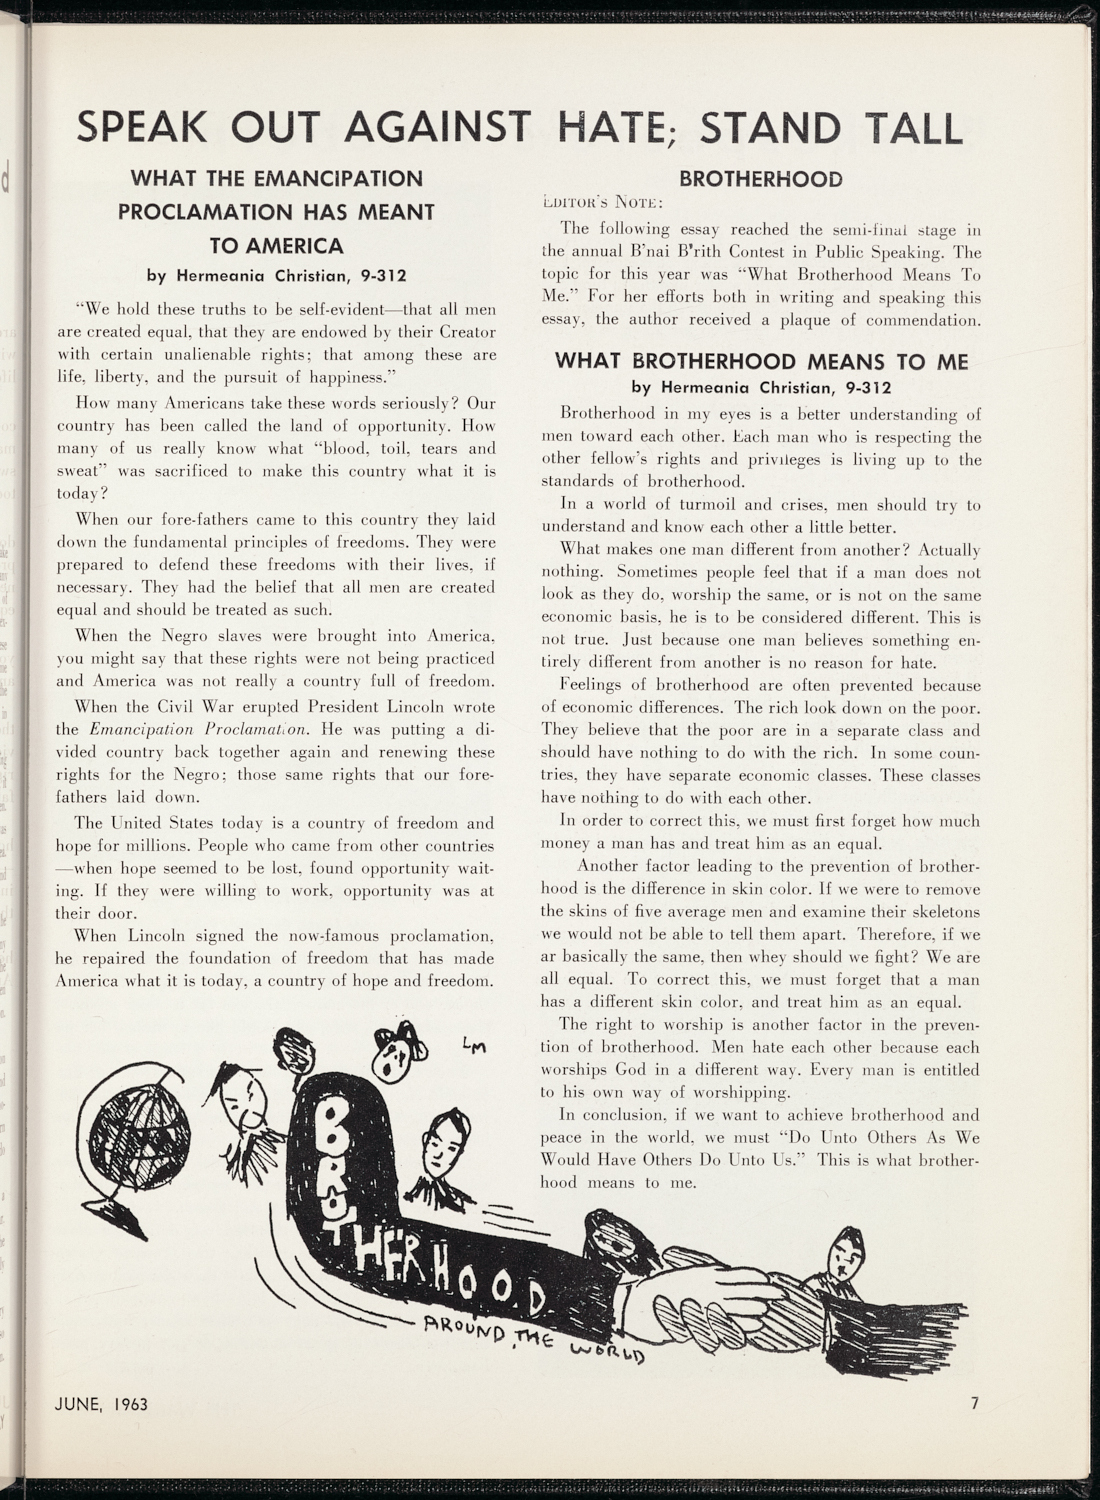 SPEAK OUT AGAINST HATE; STAND TALL
WHAT THE EMANCIPATION
PROCLAMATION HAS MEANT
TO AMERICA
by Hermeania Christian, 9-312
“We hold these truths to be self-evident—that all men
are created equal, that they are endowed by their Creator
with certain unalienable rights; that among these are
life, liberty, and the pursuit of happiness.”
How many Americans take these words seriously? Our
country has been called the land of opportunity. How
many of us really know what “blood, toil, tears and
sweat” was sacrificed to make this country what it is
today?
When our fore-fathers came to this country they laid
down the fundamental principles of freedoms. They were
prepared to defend these freedoms with their lives, if
necessary. They had the belief that all men are created
equal and should be treated as such.
When the Negro slaves were brought into America,
you might say that these rights were not being practiced
and America was not really a country full of freedom.
When the Civil War erupted President Lincoln wrote
the Emancipation Proclamation. He was putting a di-
vided country back together again and renewing these
rights for the Negro; those same rights that our fore-
fathers laid down.
The United States today is a country of freedom and
hope for millions. People who came from other countries
—when hope seemed to be lost, found opportunity wait-
ing. If they were willing to work, opportunity was at
their door.
When Lincoln signed the now-famous proclamation,
he repaired the foundation of freedom that has made
America what it is today, a country of hope and freedom.
BROTHERHOOD
EDITOR'S NOTE:
The following essay reached the semi-final stage in
the annual B'nai B'rith Contest in Public Speaking. The
topic for this year was “What Brotherhood Means To
Me.” For her efforts both in writing and speaking this
essay, the author received a plaque of commendation.
WHAT BROTHERHOOD MEANS TO ME
by Hermeania Christian, 9-312
Brotherhood in my eyes is a better understanding of
men toward each other. Each man who is respecting the
other fellow's rights and privileges is living up to the
standards of brotherhood.
In a world of turmoil and crises, men should try to
understand and know each other a little better.
What makes one man different from another? Actually
nothing. Sometimes people feel that if a man does not
look as they do, worship the same, or is not on the same
economic basis, he is to be considered different. This is
not true. Just because one man believes something en-
tirely different from another is no reason for hate.
Feelings of brotherhood are often prevented because
of economic differences. The rich look down on the poor.
They believe that the poor are in a separate class and
should have nothing to do with the rich. In some coun-
tries, they have separate economic classes. These classes
have nothing to do with each other.
In order to correct this, we must first forget how much
money a man has and treat him as an equal.
Another factor leading to the prevention of brother-
hood is the difference in skin color. If we were to remove
the skins of five average men and examine their skeletons
we would not be able to tell them apart. Therefore, if we
ar basically the same, then whey should we fight? We are
all equal. To correct this, we must forget that a man
has a different skin color, and treat him as an equal.
The right to worship is another factor in the preven-
tion of brotherhood. Men hate each other because each
worships God in a different way. Every man is entitled
to his own way of worshipping.
In conclusion, if we want to achieve brotherhood and
peace in the world, we must “Do Unto Others As We
Would Have Others Do Unto Us.” This is what brother-
hood means to me.
LM
BROTHERHOOD
AROUND THE WORLD
JUNE, 1963
7